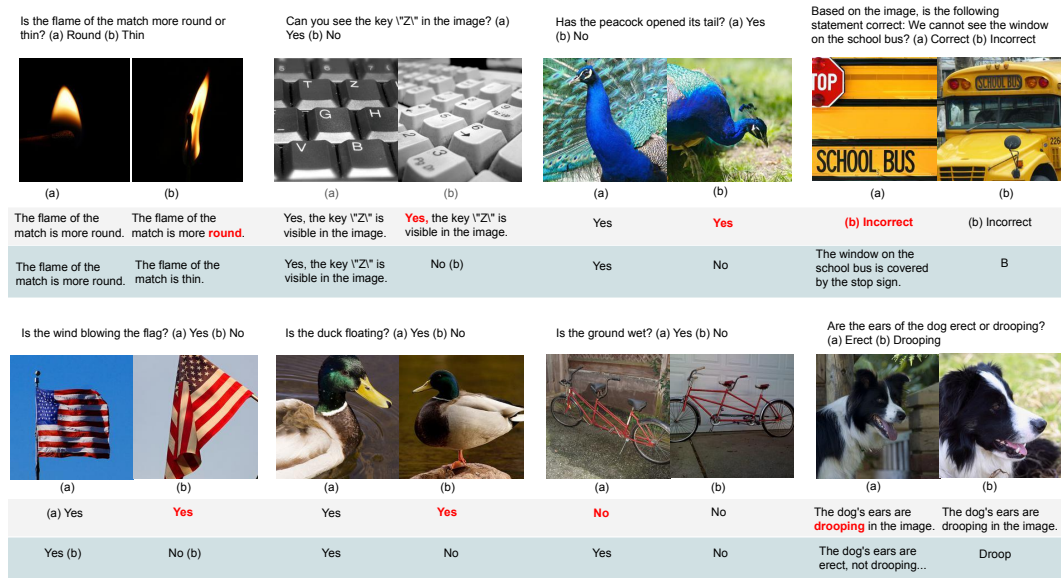 Is the flame of the match more round or
thin? (a) Round (b) Thin
(a)
(b)
The flame of the
match is more round.
The flame of the
match is more round.
The flame of the
match is more round.
The flame of the
match is thin.
Can you see the key \"Z\" in the image? (a)
Yes (b) No
T Z
G H
V B
(a)
(b)
Yes, the key \"Z\" is
visible in the image.
Yes, the key \"Z\" is
visible in the image.
Yes, the key \"Z\" is
visible in the image.
No (b)
Has the peacock opened its tail? (a) Yes
(b) No
(a)
(b)
Yes
Yes
Yes
No
Based on the image, is the following
statement correct: We cannot see the window
on the school bus? (a) Correct (b) Incorrect
TOP
SCHOOL BUS
SCHOOL BUS
(a)
(b)
(b) Incorrect
(b) Incorrect
The window on the
school bus is covered
by the stop sign.
B
Is the wind blowing the flag? (a) Yes (b) No
(a)
(b)
(a) Yes
Yes
Yes (b)
No (b)
Is the duck floating? (a) Yes (b) No
(a)
(b)
Yes
Yes
Yes
No
Is the ground wet? (a) Yes (b) No
(a)
(b)
No
No
Yes
No
Are the ears of the dog erect or drooping?
(a) Erect (b) Drooping
(a)
(b)
The dog's ears are
drooping in the image.
The dog's ears are
drooping in the image.
The dog's ears are
erect, not drooping...
Droop